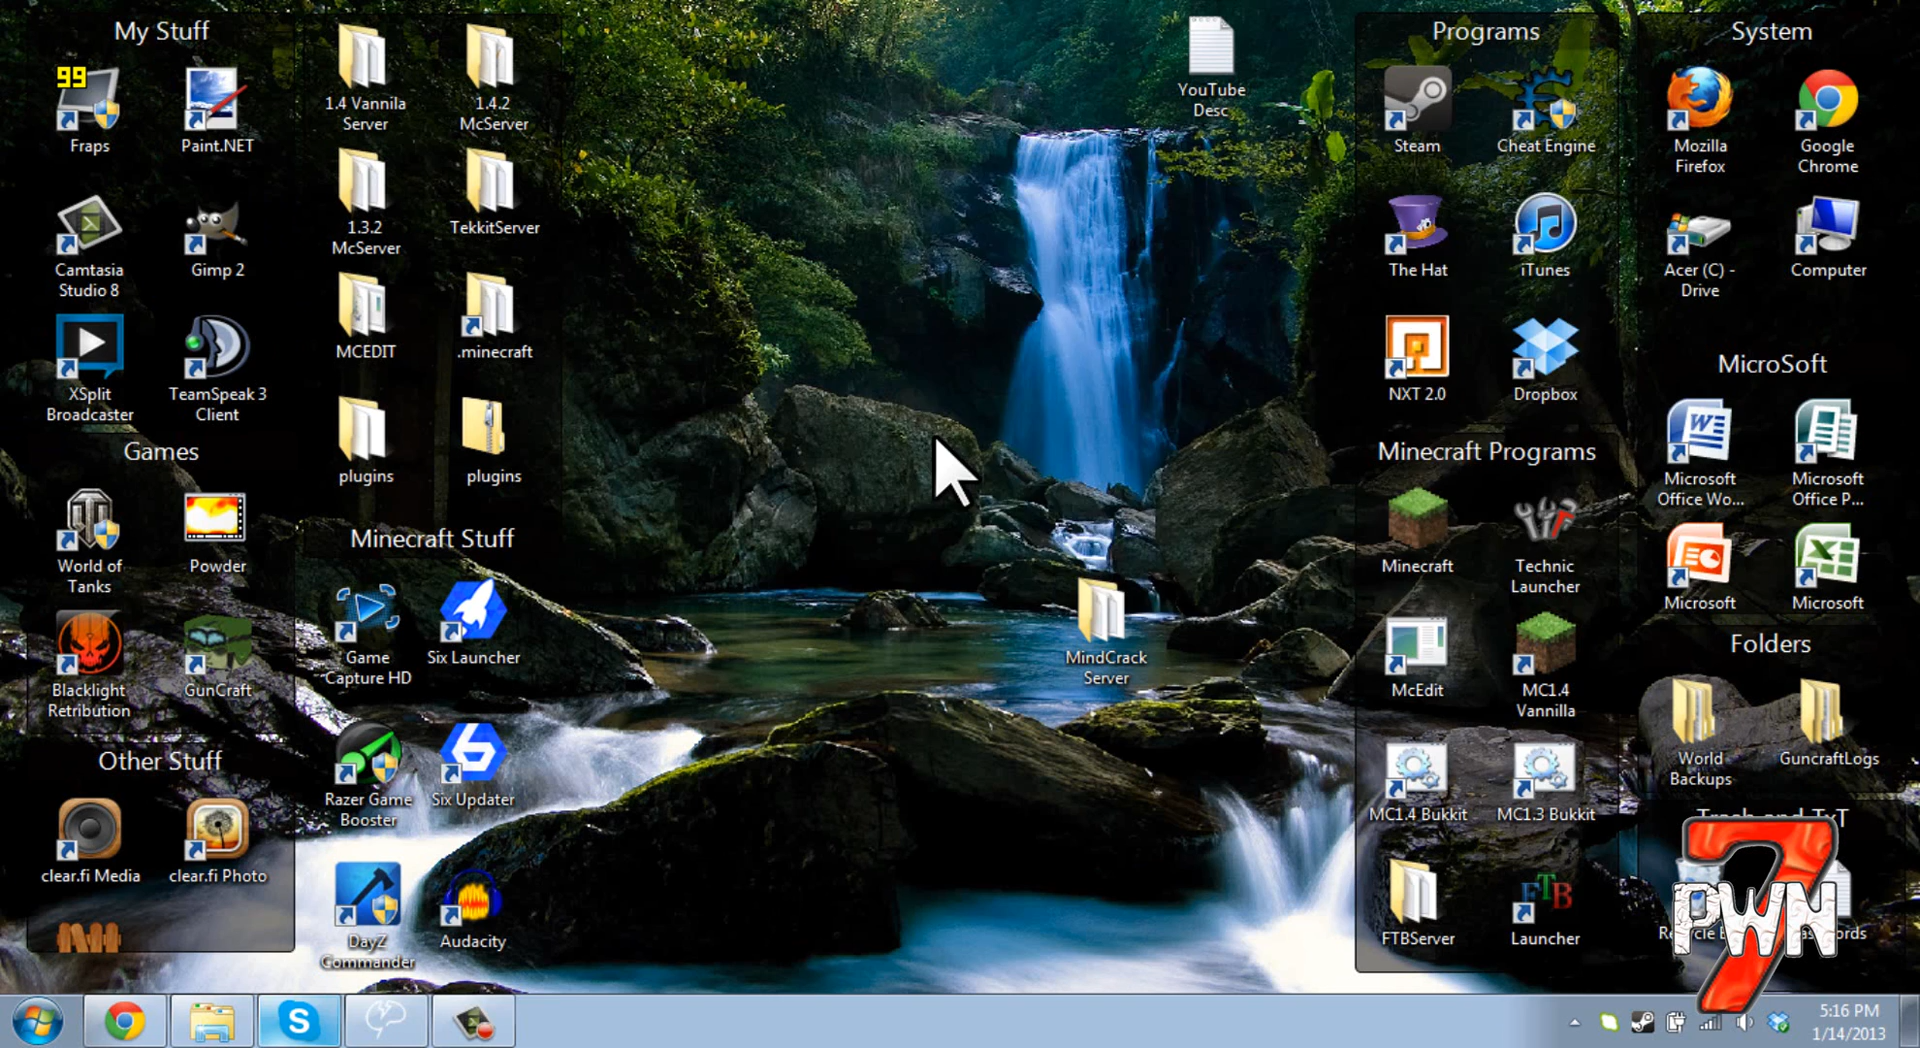 My Stuff
99
Fraps
Paint.NET
Camtasia
Studio 8
Gimp 2
XSplit
Broadcaster
TeamSpeak 3
Client
Games
World of
Tanks
Powder
Blacklight
Retribution
GunCraft
Other Stuff
clear.fi Media
clear.fi Photo
1.4 Vannila
Server
1.4.2
McServer
1.3.2
McServer
TekkitServer
MCEDIT
.minecraft
plugins
plugins
Minecraft Stuff
Game
Capture HD
Six Launcher
Razer Game
Booster
Six Updater
DayZ
Commander
Audacity
YouTube
Desc
MindCrack
Server
Programs
Steam
Cheat Engine
The Hat
iTunes
NXT 2.0
Dropbox
Minecraft Programs
Minecraft
Technic
Launcher
McEdit
MC1.4
Vannilla
MC1.4 Bukkit
MC1.3 Bukkit
FTBServer
FTB
Launcher
System
Mozilla
Firefox
Google
Chrome
Acer (C) -
Drive
Computer
MicroSoft
Microsoft
Office Wo...
Microsoft
Office P...
Microsoft
Microsoft
Folders
World
Backups
GuncraftLogs
Trash and TxT
7
PWN
5:16 PM
1/14/2013